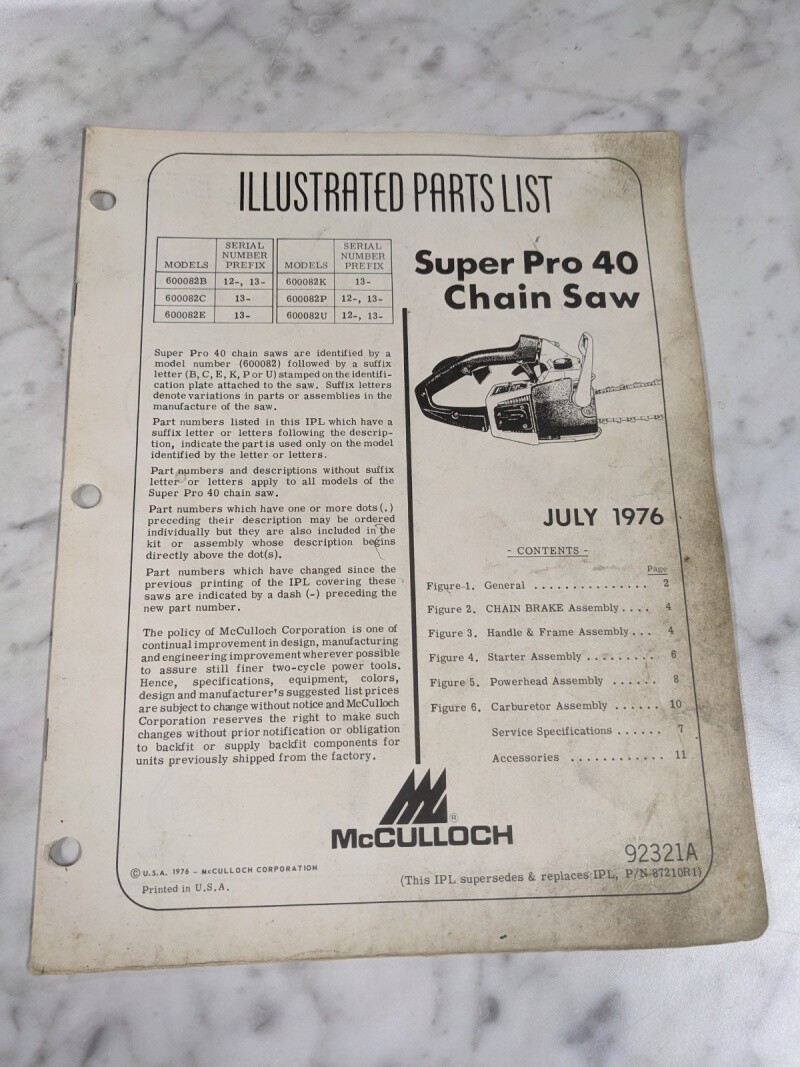 ILLUSTRATED PARTS LIST
MODELS SERIAL NUMBER PREFIX MODELS SERIAL NUMBER PREFIX
600082B 12-, 13- 600082K 13-
600082C 13- 600082P 12-, 13-
600082E 13- 600082U 12-, 13-
Super Pro 40
Chain Saw
Super Pro 40 chain saws are identified by a
model number (600082) followed by a suffix
letter (B, C, E, K, P or U) stamped on the identifi-
cation plate attached to the saw. Suffix letters
denote variations in parts or assemblies in the
manufacture of the saw.
Part numbers listed in this IPL which have a
suffix letter or letters following the descrip-
tion, indicate the part is used only on the model
identified by the letter or letters.
Part numbers and descriptions without suffix
letter or letters apply to all models of the
Super Pro 40 chain saw.
Part numbers which have one or more dots (.)
preceding their description may be ordered
individually but they are also included in the
kit or assembly whose description begins
directly above the dot(s).
Part numbers which have changed since the
previous printing of the IPL covering these
saws are indicated by a dash (-) preceding the
new part number.
The policy of McCulloch Corporation is one of
continual improvement in design, manufacturing
and engineering improvement wherever possible
to assure still finer two-cycle power tools.
Hence, specifications, equipment, colors,
design and manufacturer's suggested list prices
are subject to change without notice and McCulloch
Corporation reserves the right to make such
changes without prior notification or obligation
to backfit or supply backfit components for
units previously shipped from the factory.
JULY 1976
- CONTENTS -
Page
Figure 1. General ............... 2
Figure 2. CHAIN BRAKE Assembly .... 4
Figure 3. Handle & Frame Assembly ... 4
Figure 4. Starter Assembly ......... 6
Figure 5. Powerhead Assembly ...... 8
Figure 6. Carburetor Assembly ...... 10
Service Specifications ...... 7
Accessories ............ 11
®
McCULLOCH
© U.S.A. 1976 - McCULLOCH CORPORATION
Printed in U.S.A.
92321A
(This IPL supersedes & replaces IPL, P/N 87210R1)